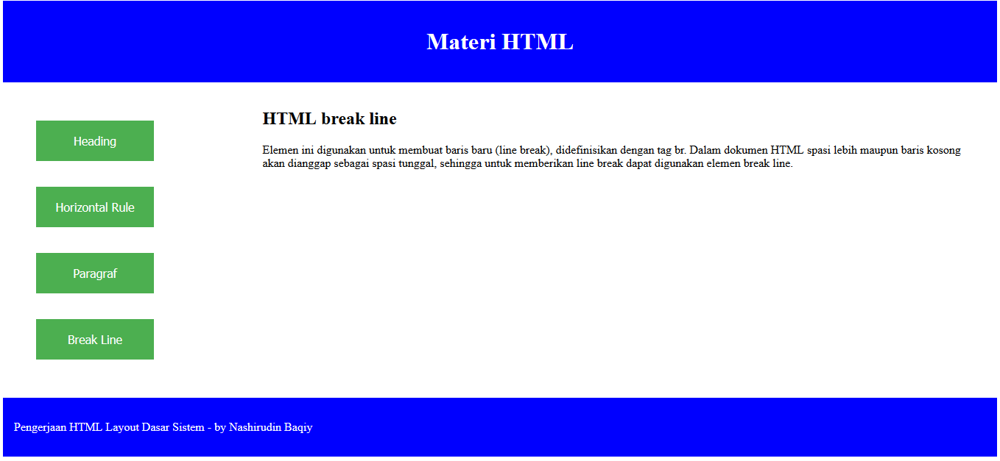 Materi HTML
Heading
Horizontal Rule
Paragraf
Break Line
HTML break line
Elemen ini digunakan untuk membuat baris baru (line break), didefinisikan dengan tag br. Dalam dokumen HTML spasi lebih maupun baris kosong
akan dianggap sebagai spasi tunggal, sehingga untuk memberikan line break dapat digunakan elemen break line.
Pengerjaan HTML Layout Dasar Sistem - by Nashirudin Baqiy